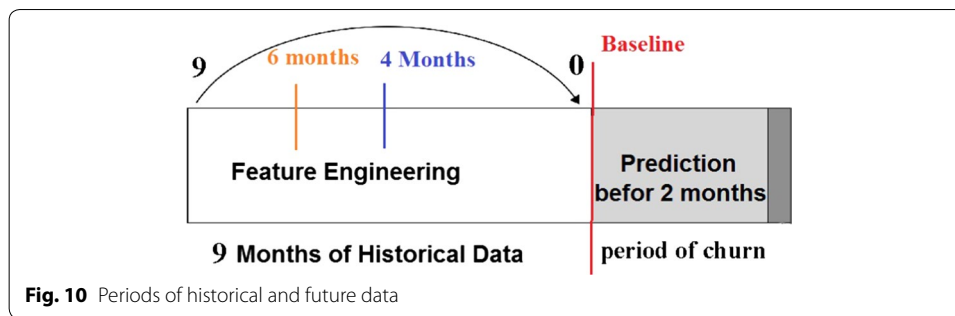 Baseline
9
6 months
4 Months
0
Feature Engineering
Prediction
befor 2 months
9 Months of Historical Data
period of churn
Fig. 10 Periods of historical and future data